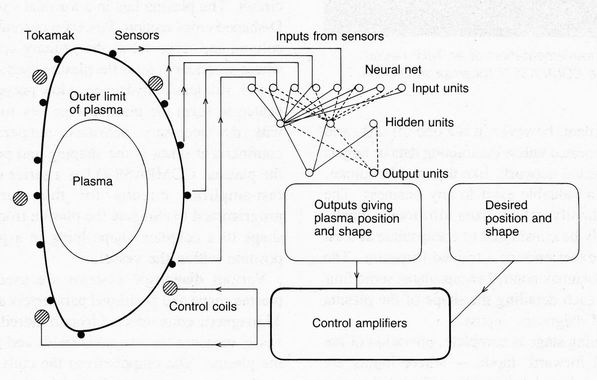 Tokamak
Sensors
Inputs from sensors
Neural net
Input units
Outer limit
of plasma
Hidden units
Plasma
Output units
Outputs giving
plasma position
and shape
Desired
position and
shape
Control coils
Control amplifiers